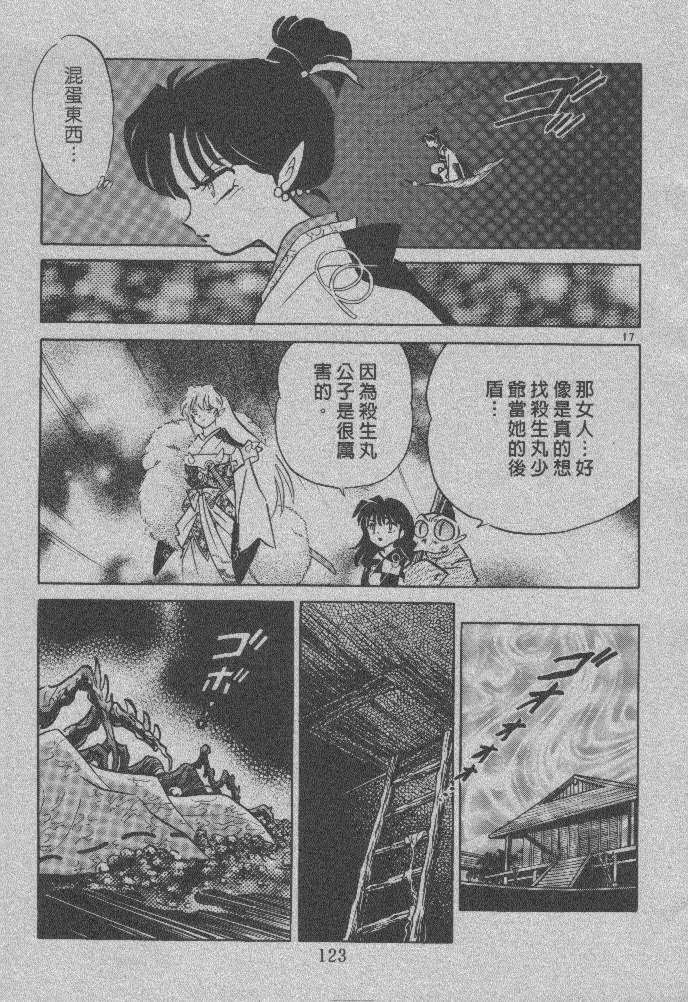 ゴッ
混蛋東西…
17
那女人…好
像是真的想
找殺生丸少
爺當她的後
盾…
因為殺生丸
公子是很厲
害的。
ゴオオオオ
ゴボッ…
123